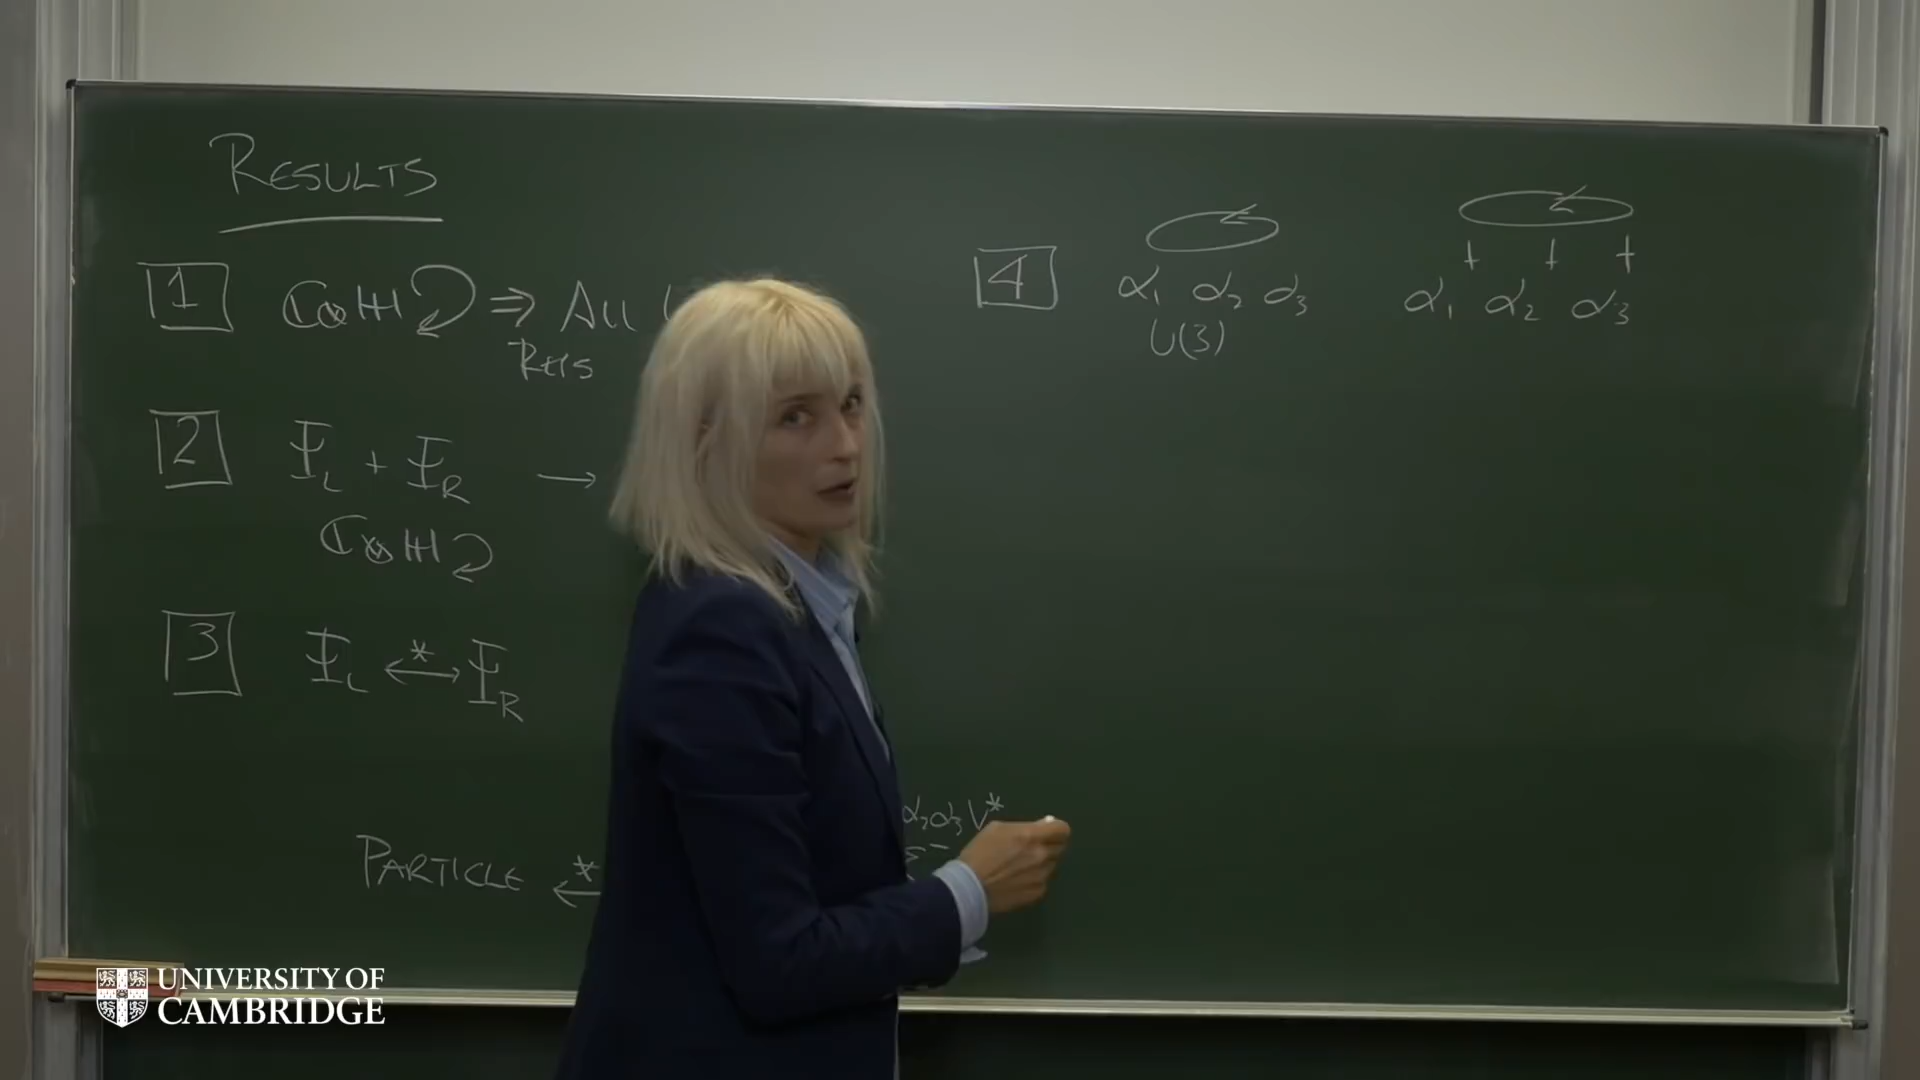 RESULTS
1 ℂ⊗ℍ ⇒ ALL
REPS
2 Ψ_L + Ψ_R →
ℂ⊗ℍ
3 Ψ_L ←*→ Ψ_R
PARTICLE ←*
α₂α₃V*
4 α₁ α₂ α₃ α₁† α₂† α₃†
U(3)
UNIVERSITY OF
CAMBRIDGE